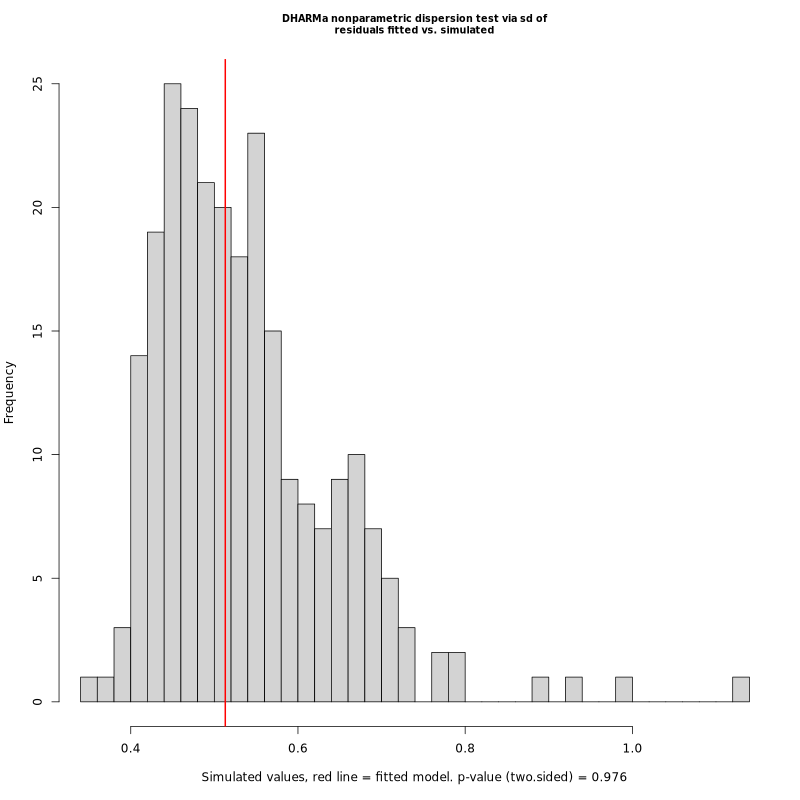 DHARMa nonparametric dispersion test via sd of
residuals fitted vs. simulated
Frequency
25
20
15
10
5
0
0.4 0.6 0.8 1.0
Simulated values, red line = fitted model. p-value (two.sided) = 0.976